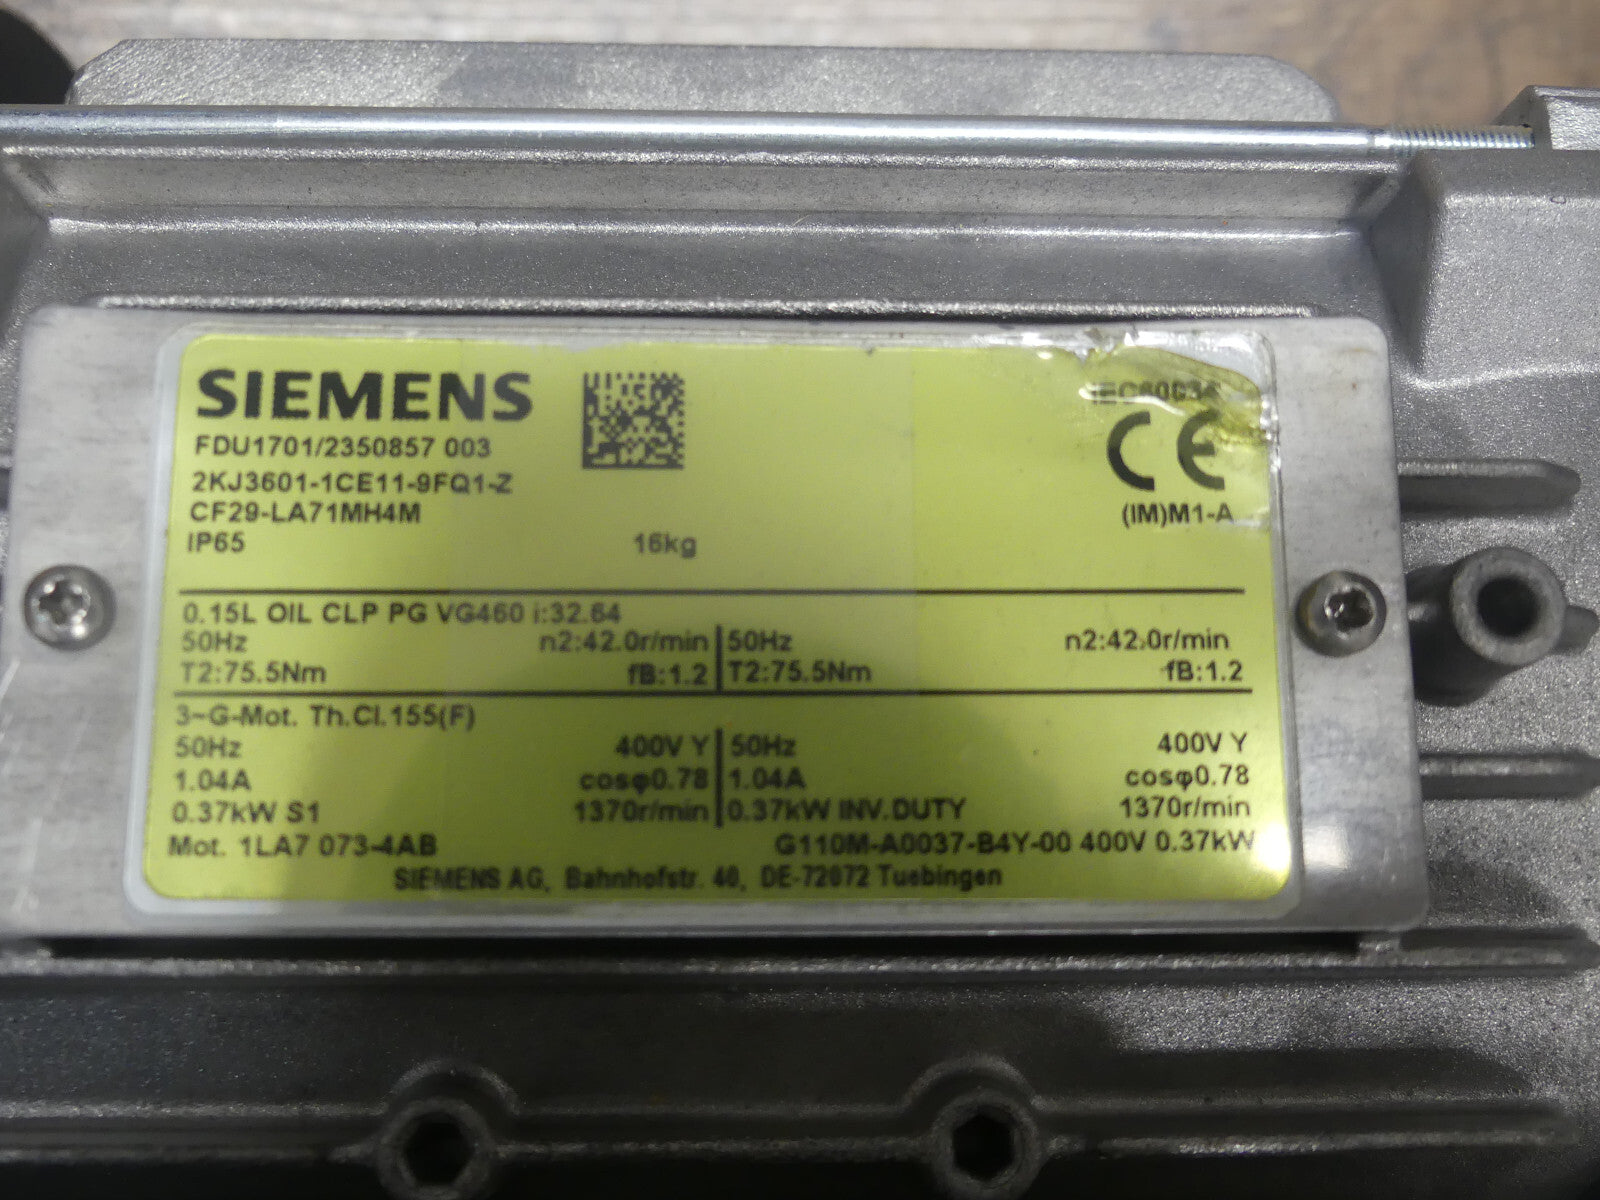 SIEMENS
IEC60034
FDU1701/2350857 003
CE
2KJ3601-1CE11-9FQ1-Z
CF29-LA71MH4M (IM)M1-A
IP65 16kg
0.15L OIL CLP PG VG460 i:32.64
50Hz n2:42.0r/min 50Hz n2:42.0r/min
T2:75.5Nm fB:1.2 T2:75.5Nm fB:1.2
3~G-Mot. Th.Cl.155(F)
50Hz 400V Y 50Hz 400V Y
1.04A cosφ0.78 1.04A cosφ0.78
0.37kW S1 1370r/min 0.37kW INV.DUTY 1370r/min
Mot. 1LA7 073-4AB G110M-A0037-B4Y-00 400V 0.37kW
SIEMENS AG, Bahnhofstr. 40, DE-72072 Tuebingen